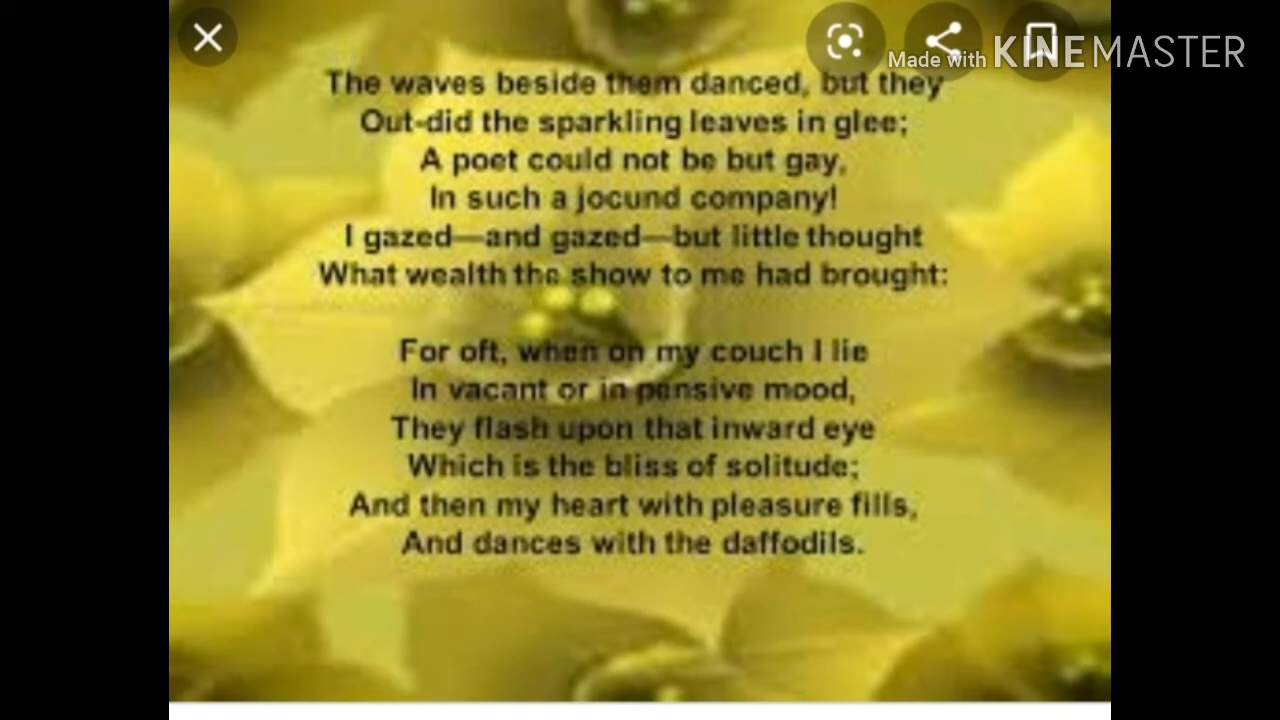 Made with KINEMASTER
The waves beside them danced, but they
Out-did the sparkling leaves in glee;
A poet could not be but gay,
In such a jocund company!
I gazed—and gazed—but little thought
What wealth the show to me had brought:
For oft, when on my couch I lie
In vacant or in pensive mood,
They flash upon that inward eye
Which is the bliss of solitude;
And then my heart with pleasure fills,
And dances with the daffodils.